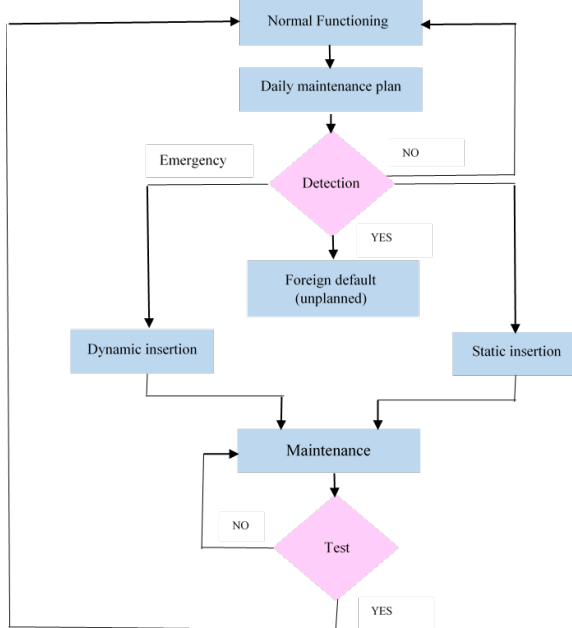 Normal Functioning
Daily maintenance plan
Emergency
NO
Detection
YES
Foreign default
(unplanned)
Dynamic insertion
Static insertion
Maintenance
NO
Test
YES